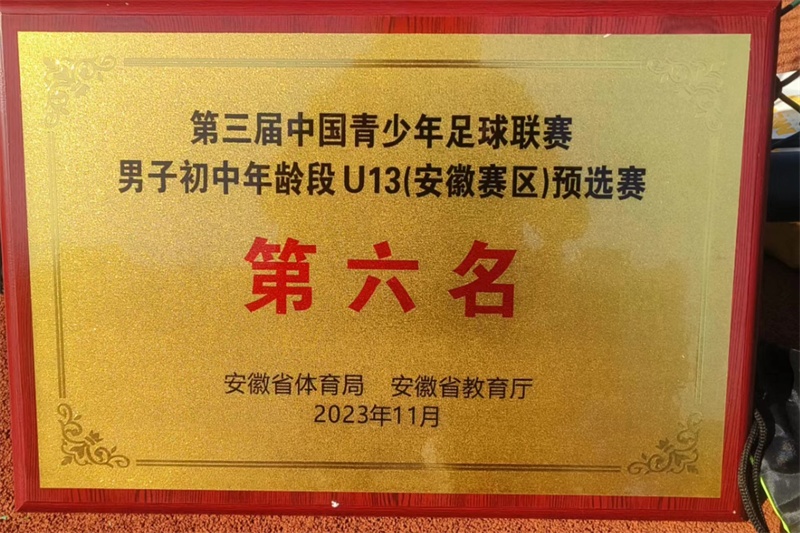 第三届中国青少年足球联赛
男子初中年龄段U13(安徽赛区)预选赛
第六名
安徽省体育局 安徽省教育厅
2023年11月